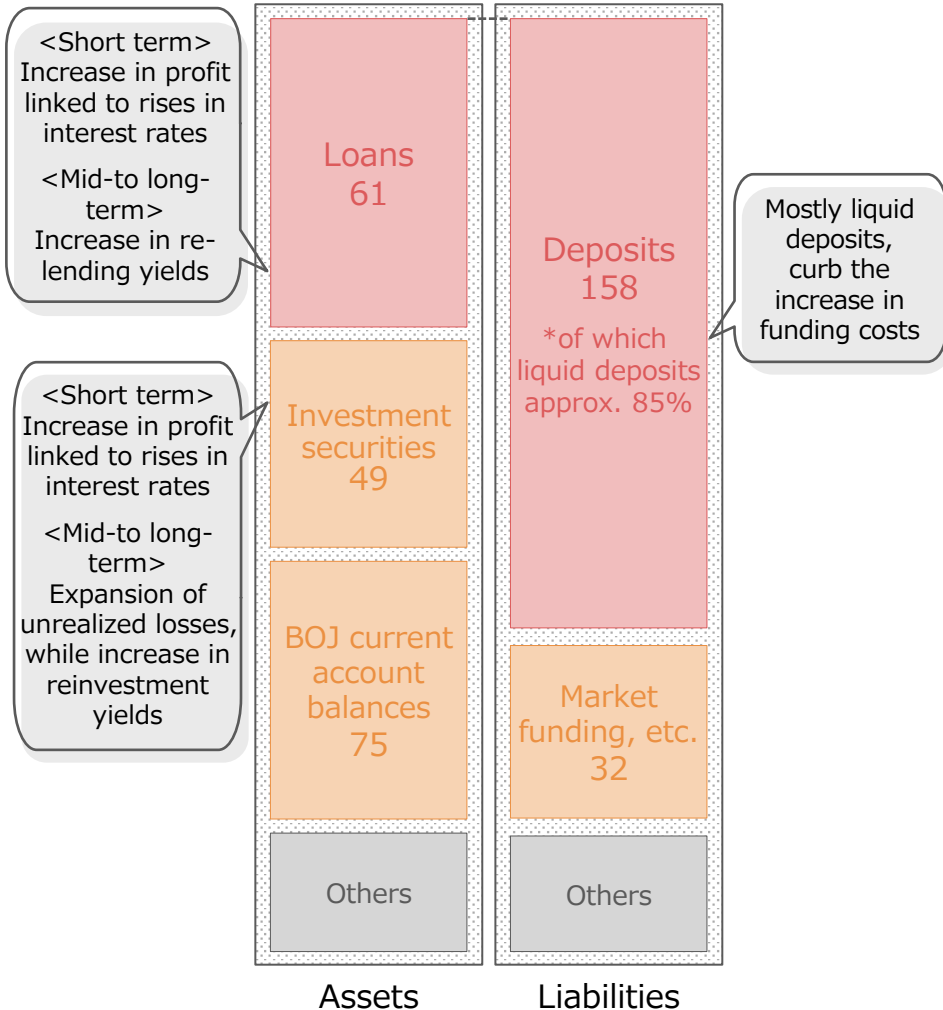 <Short term>
Increase in profit
linked to rises in
interest rates
<Mid-to long-
term>
Increase in re-
lending yields
<Short term>
Increase in profit
linked to rises in
interest rates
<Mid-to long-
term>
Expansion of
unrealized losses,
while increase in
reinvestment
yields
Loans
61
Investment
securities
49
BOJ current
account
balances
75
Others
Assets
Deposits
158
*of which
liquid deposits
approx. 85%
Market
funding, etc.
32
Others
Liabilities
Mostly liquid
deposits,
curb the
increase in
funding costs